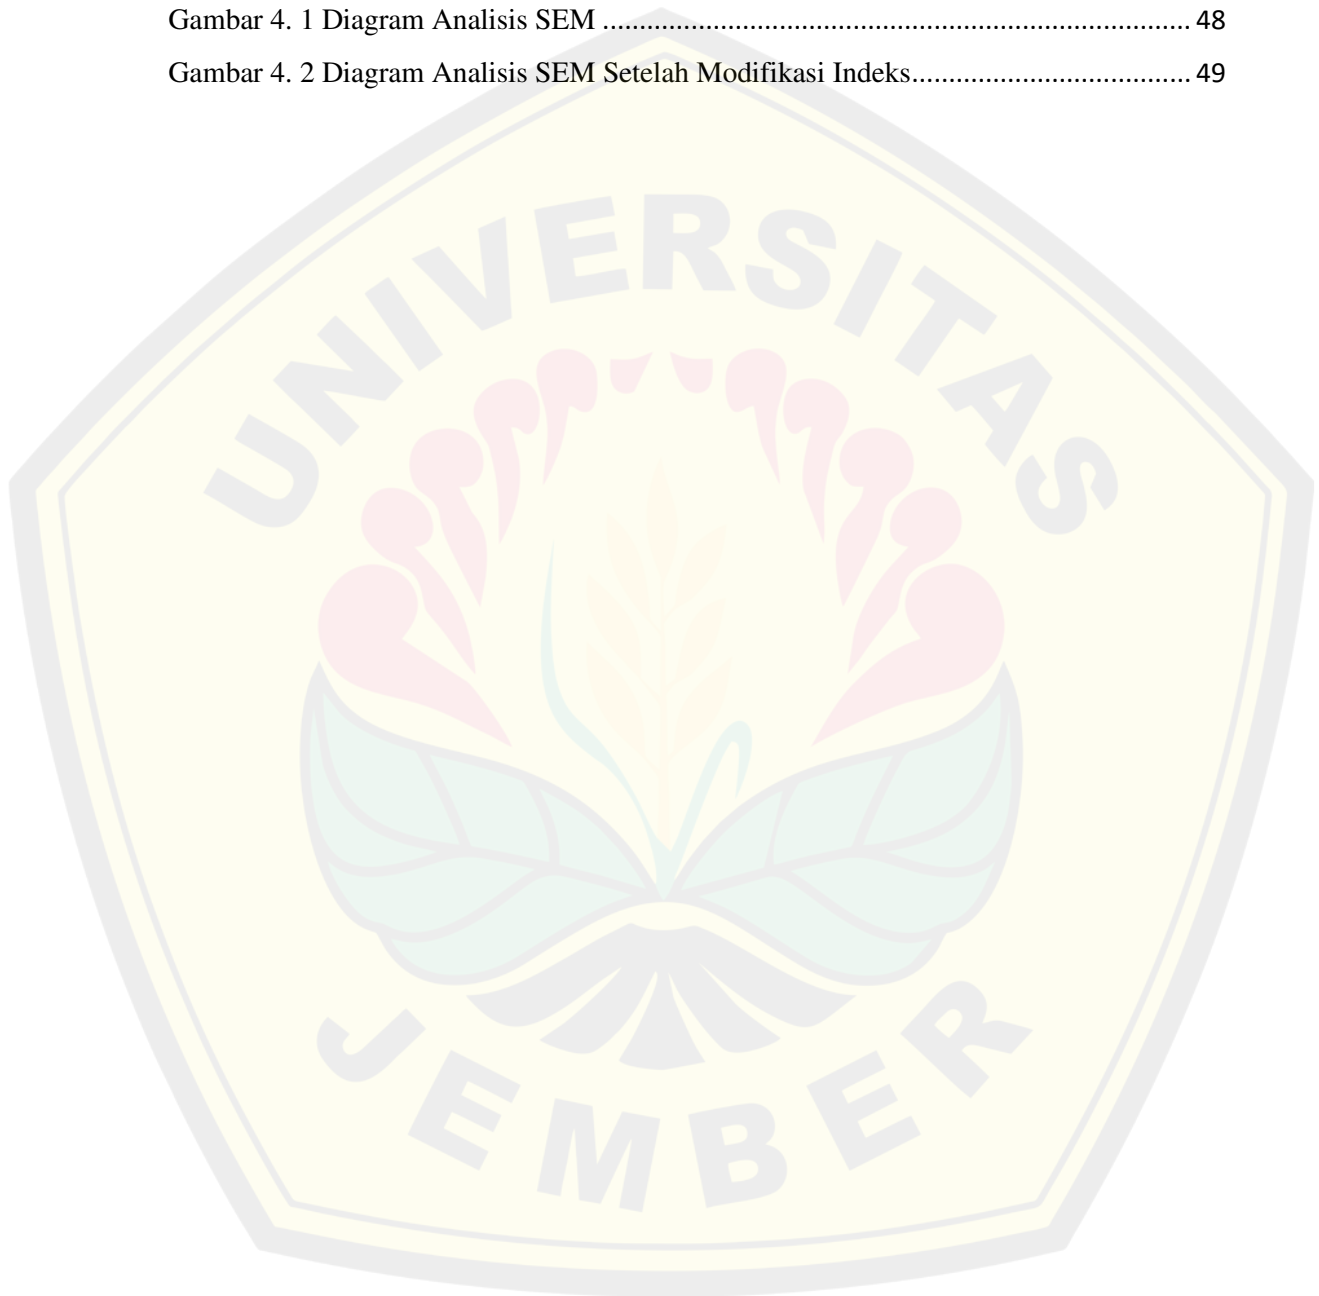 Gambar 4. 1 Diagram Analisis SEM .......................................................................... 48
Gambar 4. 2 Diagram Analisis SEM Setelah Modifikasi Indeks...................................... 49
UNIVERSITAS
JEMBER